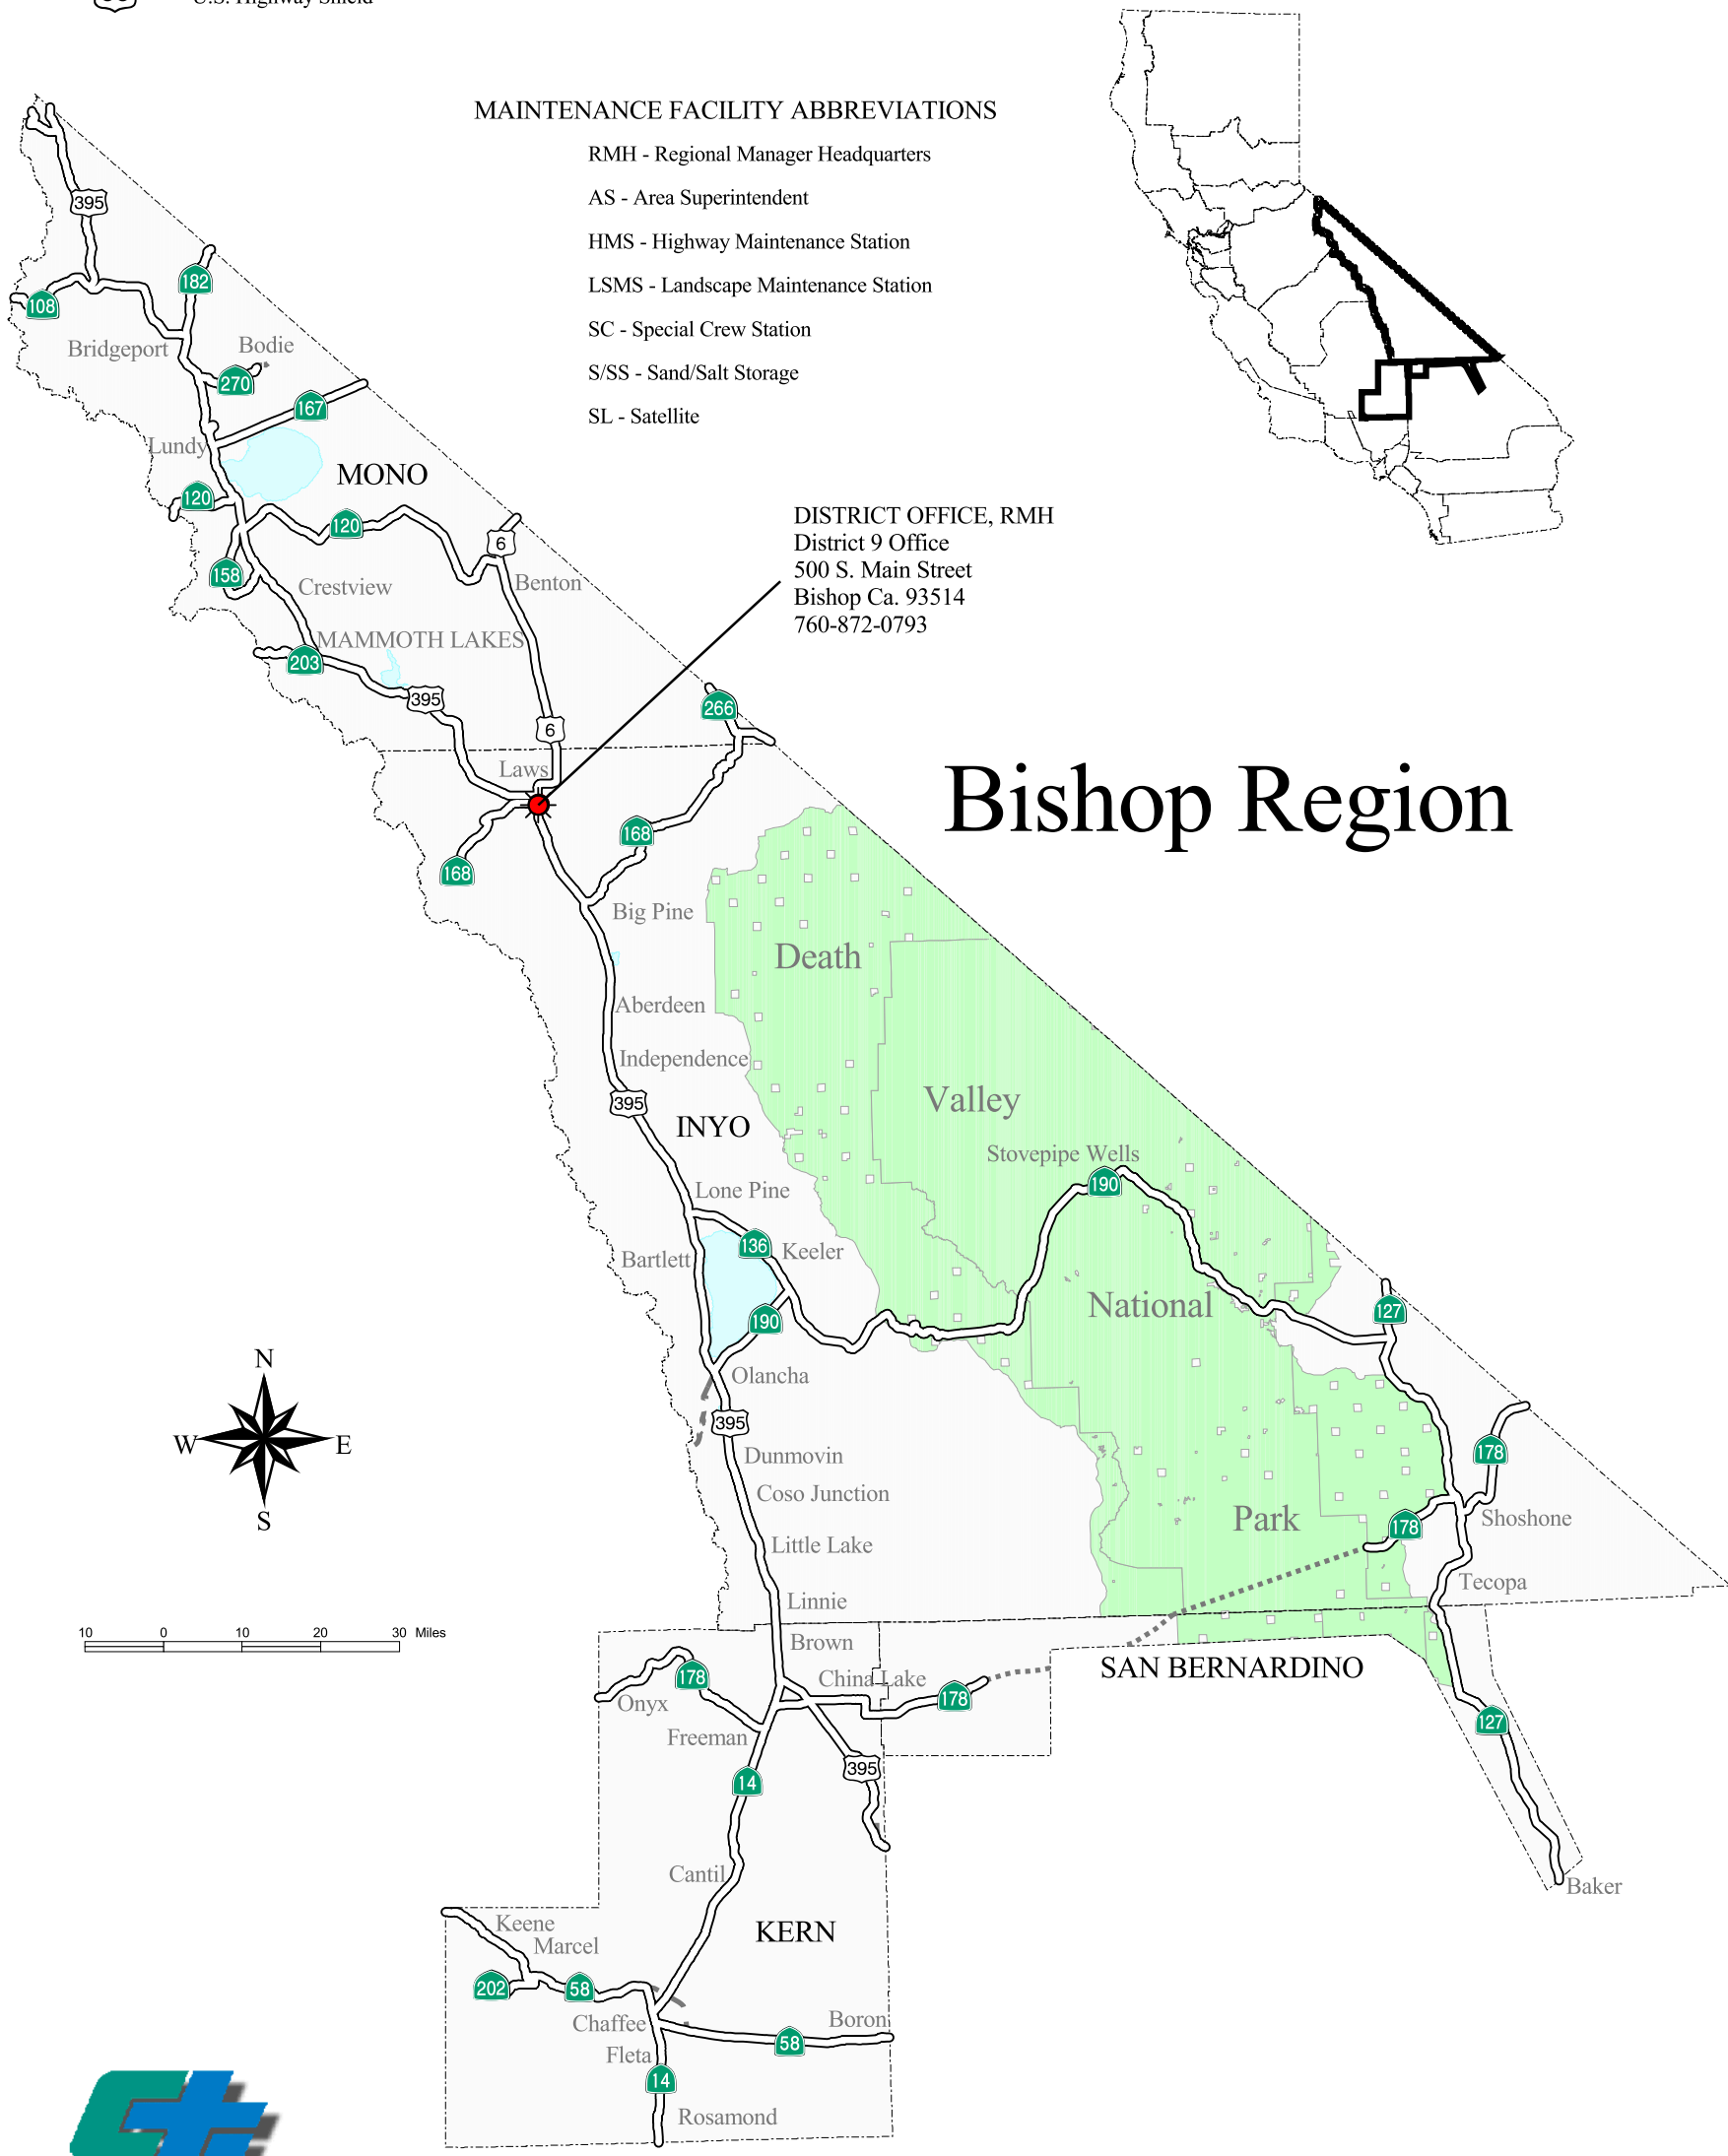 U.S. Highway Shield
MAINTENANCE FACILITY ABBREVIATIONS
RMH - Regional Manager Headquarters
AS - Area Superintendent
HMS - Highway Maintenance Station
LSMS - Landscape Maintenance Station
SC - Special Crew Station
S/SS - Sand/Salt Storage
SL - Satellite
395
182
108
Bridgeport
Bodie
270
167
Lundy
MONO
120
120
6
158
Crestview
Benton
DISTRICT OFFICE, RMH
District 9 Office
500 S. Main Street
Bishop Ca. 93514
760-872-0793
MAMMOTH LAKES
203
395
266
6
Laws
Bishop Region
168
168
Big Pine
Death
Aberdeen
Independence
395
Valley
INYO
Stovepipe Wells
190
Lone Pine
136
Keeler
Bartlett
National
127
190
Olancha
N
W
E
S
395
Dunmovin
178
Coso Junction
Park
178
Shoshone
Little Lake
Tecopa
Linnie
10 0 10 20 30 Miles
Brown
SAN BERNARDINO
China Lake
178
178
Onyx
127
Freeman
395
14
Cantil
Baker
Keene
KERN
Marcel
202
58
Chaffee
Boron
58
Fleta
14
Rosamond